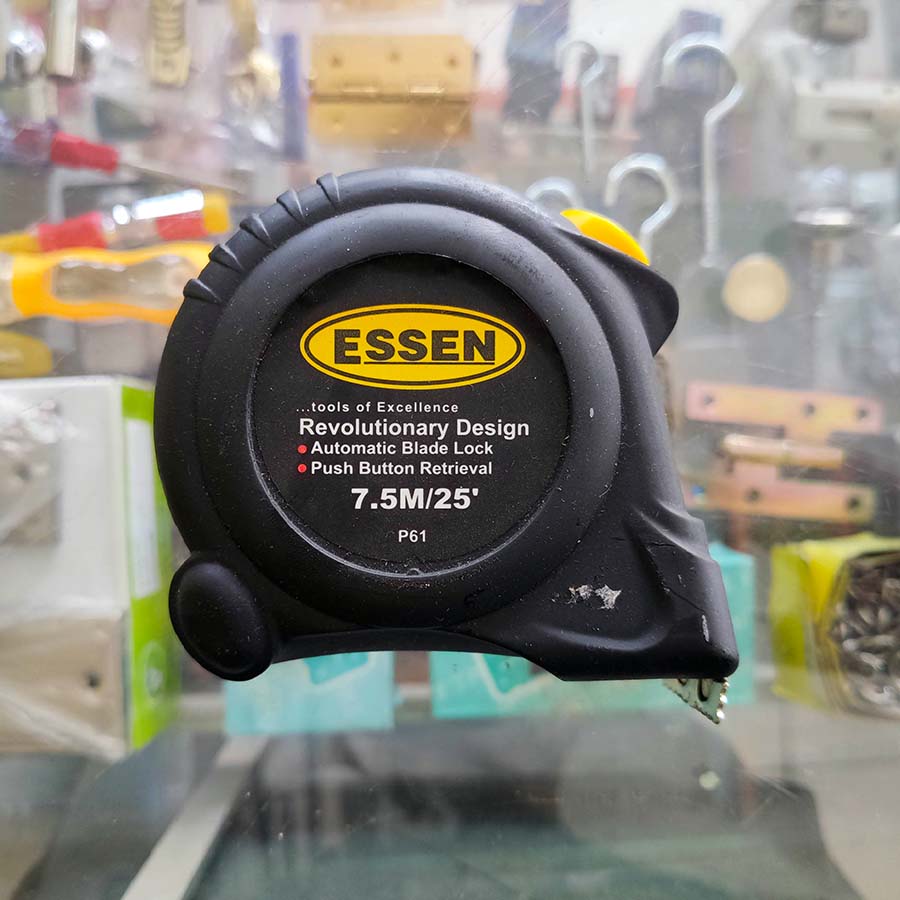 ESSEN
...tools of Excellence
Revolutionary Design
Automatic Blade Lock
Push Button Retrieval
7.5M/25'
P61